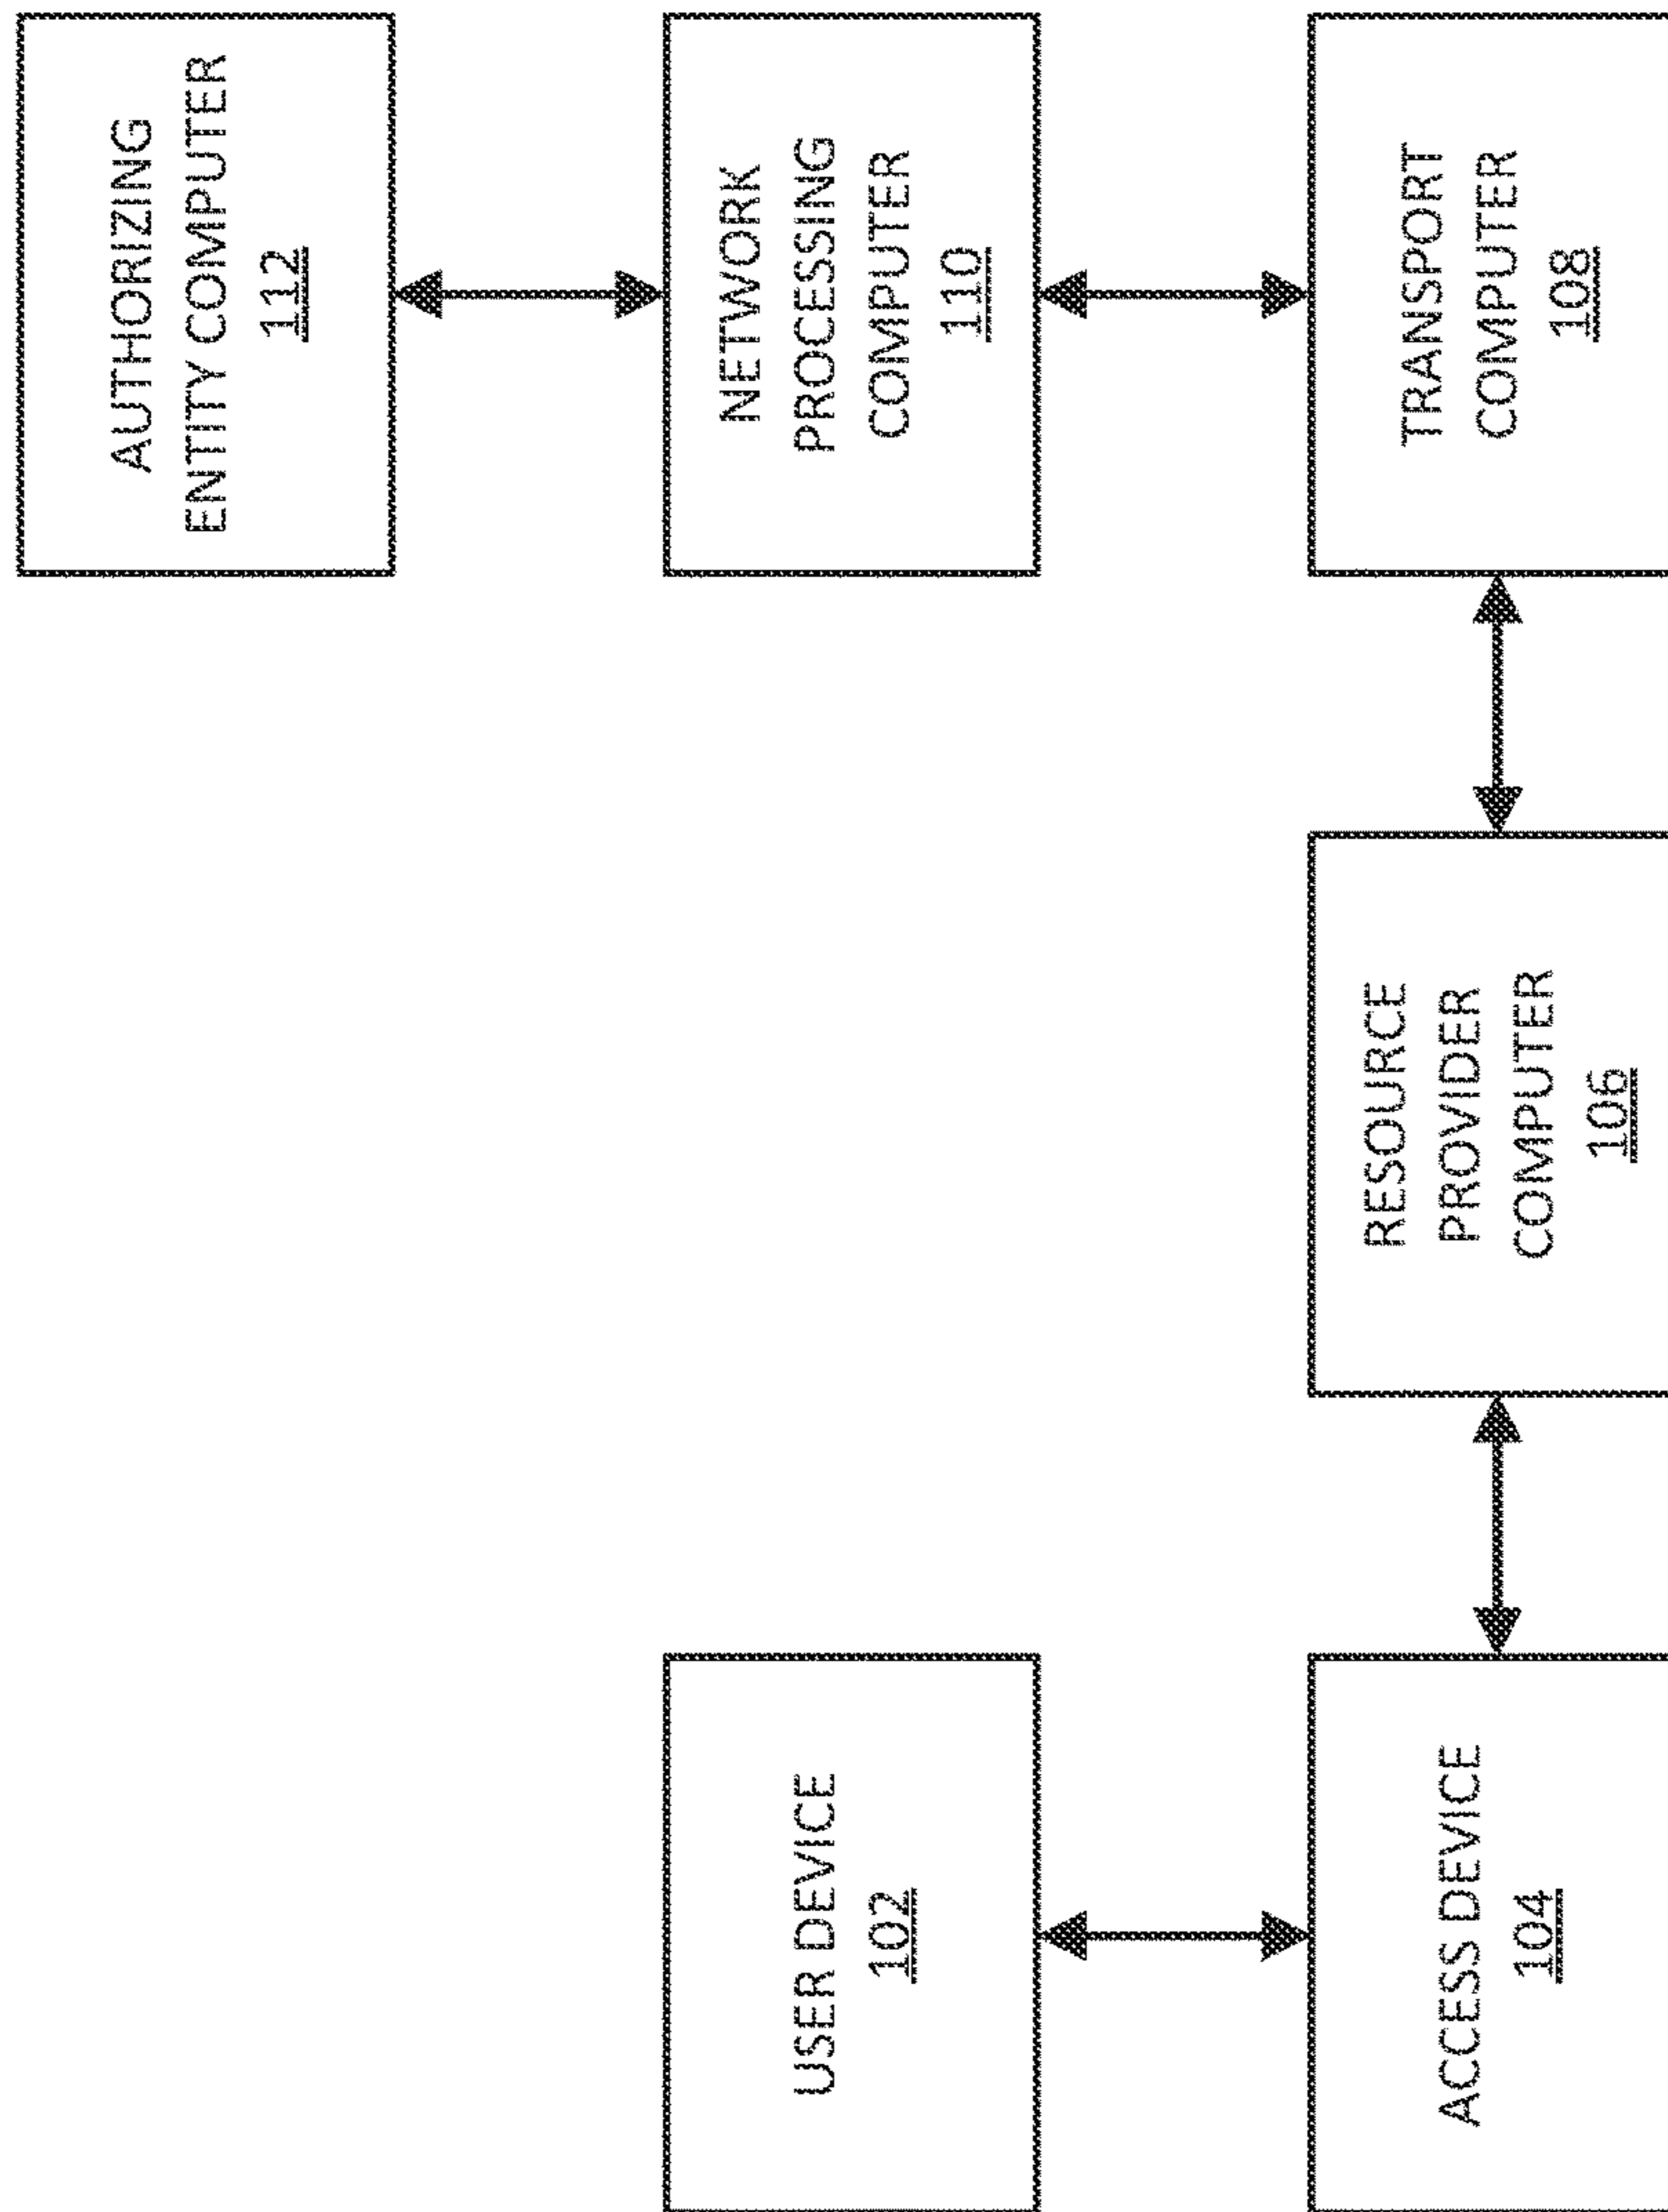 AUTHORIZING
ENTITY COMPUTER
112
NETWORK
PROCESSING
COMPUTER
110
USER DEVICE
102
ACCESS DEVICE
104
RESOURCE
PROVIDER
COMPUTER
106
TRANSPORT
COMPUTER
108